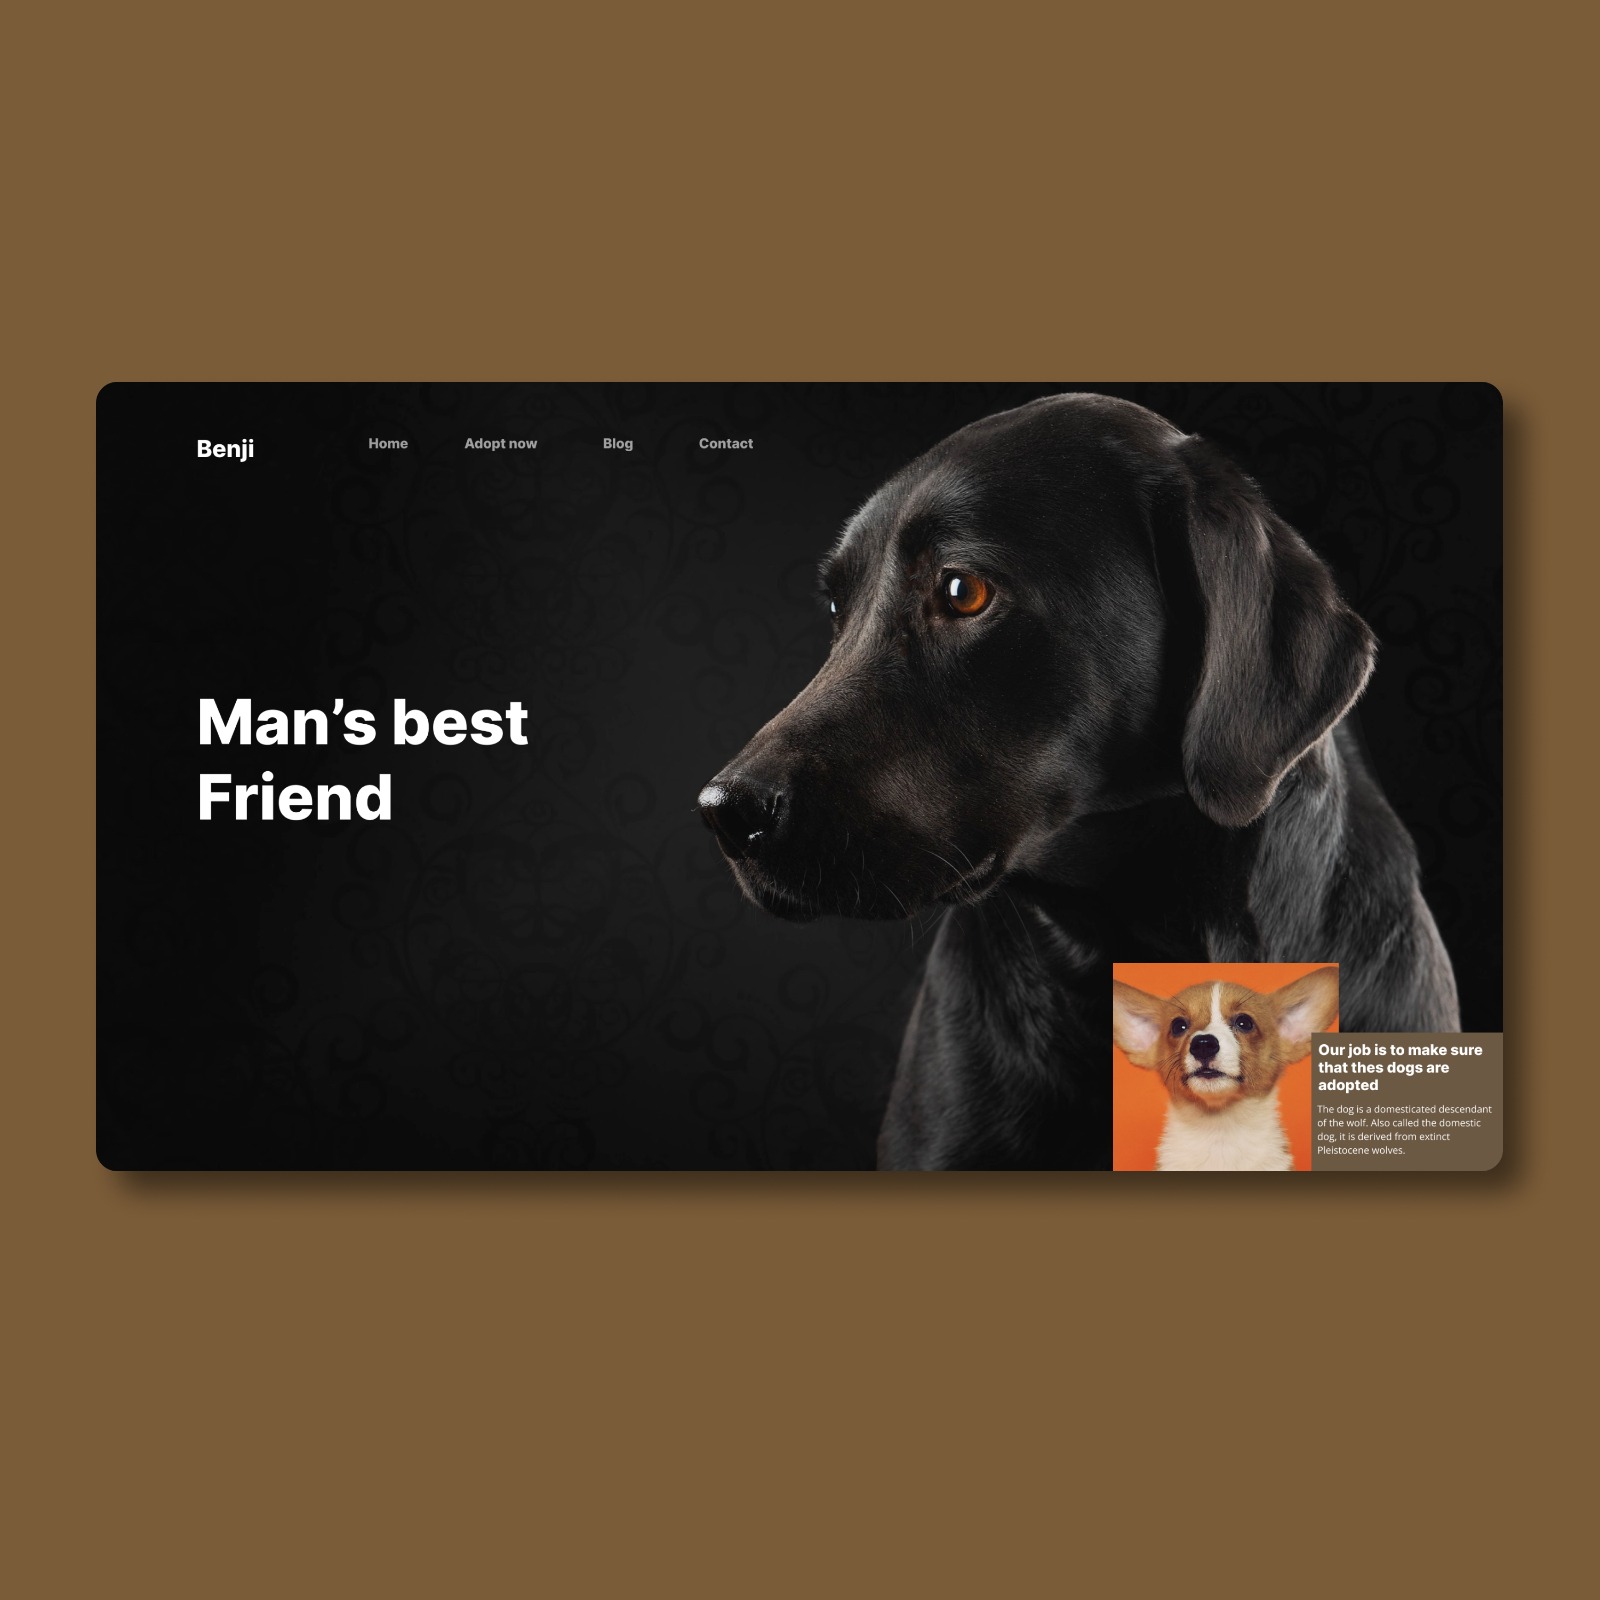 Benji
Home
Adopt now
Blog
Contact
Man’s best
Friend
Our job is to make sure
that thes dogs are
adopted
The dog is a domesticated descendant
of the wolf. Also called the domestic
dog, it is derived from extinct
Pleistocene wolves.